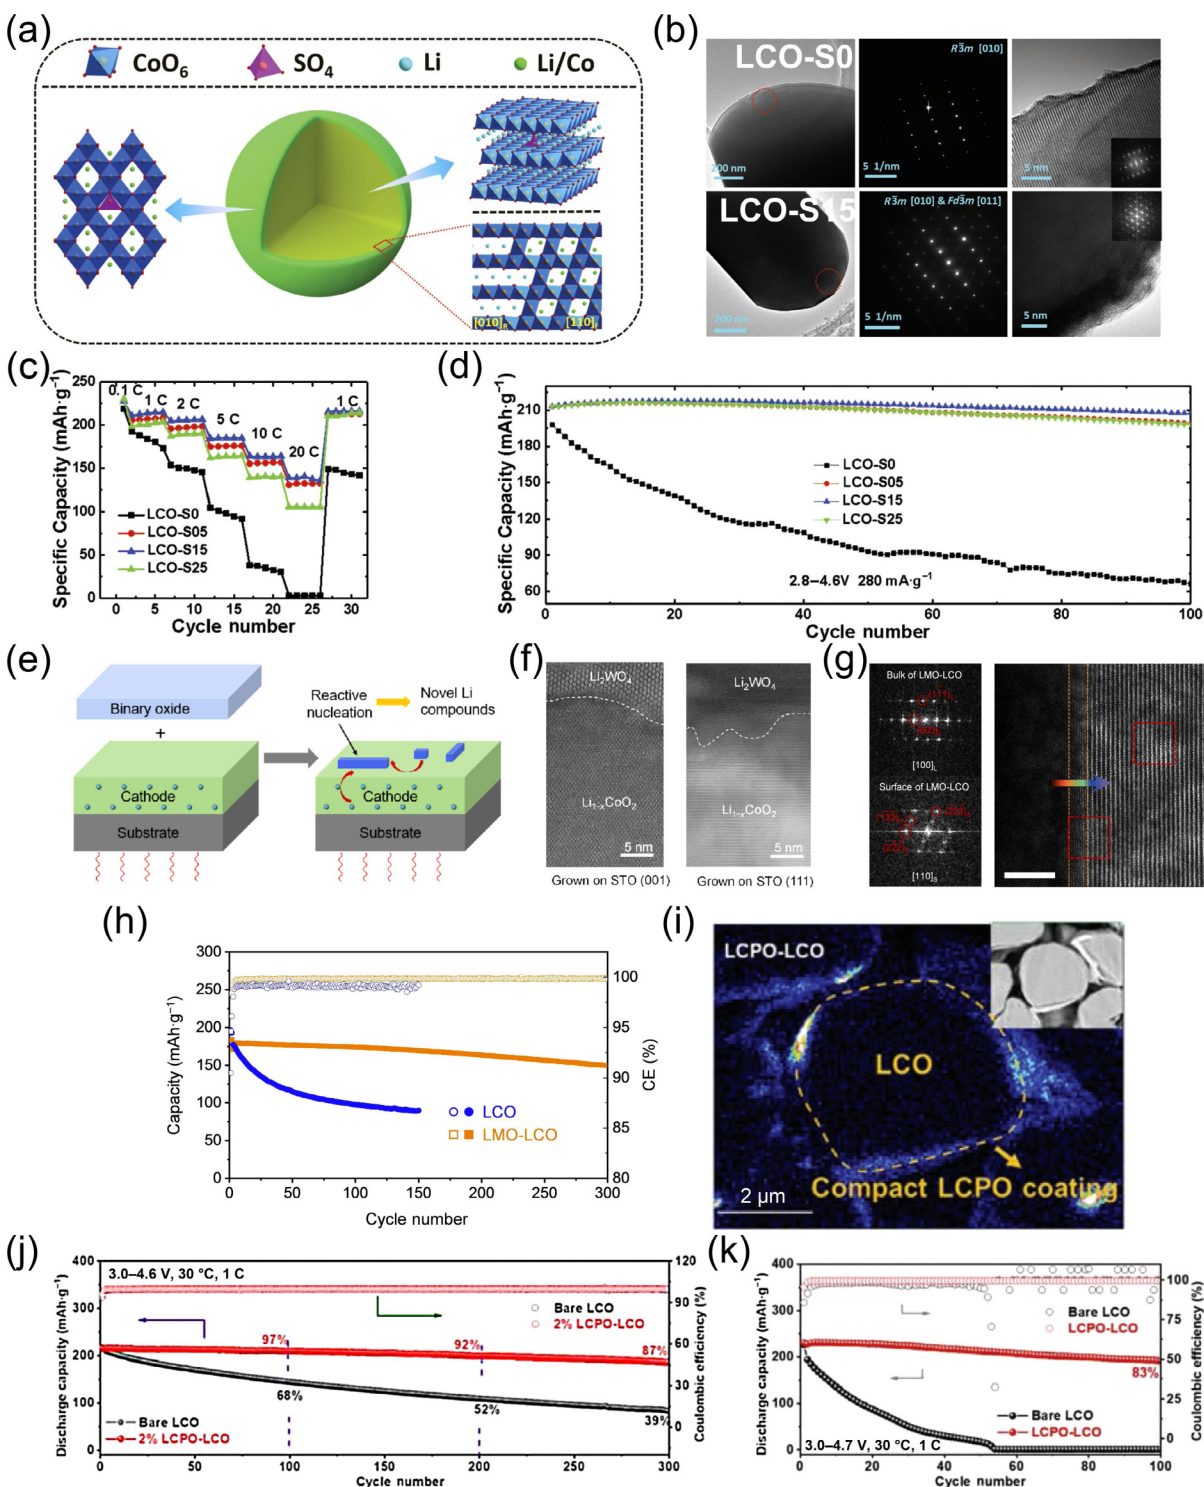 (a)
CoO6
SO4
Li
Li/Co
[010]R
[110]F
(b)
LCO-S0
R3̄m [010]
200 nm
5 1/nm
5 nm
LCO-S15
R3̄m [010] & Fd3̄m [011]
200 nm
5 1/nm
5 nm
(c)
Specific Capacity (mAh·g−1)
250
200
150
100
50
0
0.1 C
1 C
2 C
5 C
10 C
20 C
1 C
LCO-S0
LCO-S05
LCO-S15
LCO-S25
0 5 10 15 20 25 30
Cycle number
(d)
Specific Capacity (mAh·g−1)
210
180
150
120
90
60
LCO-S0
LCO-S05
LCO-S15
LCO-S25
2.8–4.6V 280 mA·g−1
0 20 40 60 80 100
Cycle number
(e)
Binary oxide
+
Cathode
Substrate
Reactive
nucleation
Novel Li
compounds
Cathode
Substrate
(f)
Li2WO4
Li1−xCoO2
5 nm
Grown on STO (001)
Li2WO4
Li1−xCoO2
5 nm
Grown on STO (111)
(g)
Bulk of LMO-LCO
[100]L
Surface of LMO-LCO
[110]S
(h)
Capacity (mAh·g−1)
300
250
200
150
100
50
0
100
95
90
85
80
CE (%)
LCO
LMO-LCO
0 50 100 150 200 250 300
Cycle number
(i)
LCPO-LCO
LCO
Compact LCPO coating
2 μm
(j)
Discharge capacity (mAh·g−1)
400
300
200
100
0
3.0–4.6 V, 30 °C, 1 C
Bare LCO
2% LCPO-LCO
97%
92%
87%
68%
52%
39%
Bare LCO
2% LCPO-LCO
120
90
60
30
0
Coulombic efficiency (%)
0 50 100 150 200 250 300
Cycle number
(k)
Discharge capacity (mAh·g−1)
400
300
200
100
0
Bare LCO
LCPO-LCO
83%
Bare LCO
LCPO-LCO
3.0–4.7 V, 30 °C, 1 C
100
75
50
25
0
Coulombic efficiency (%)
0 20 40 60 80 100
Cycle number